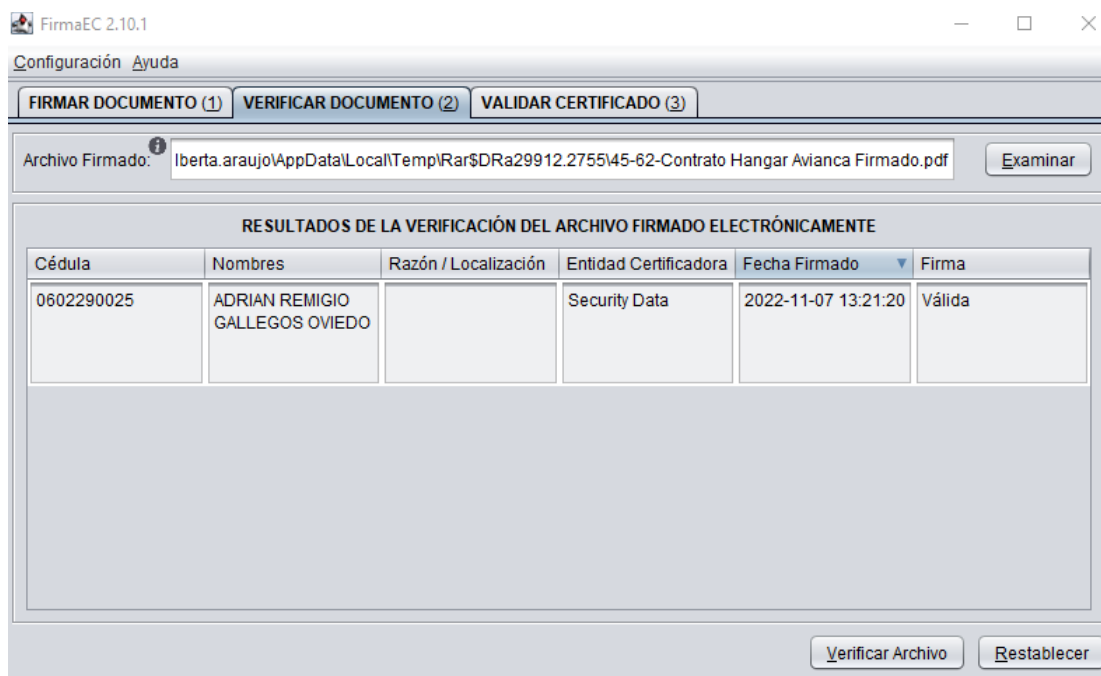 FirmaEC 2.10.1
Configuración Ayuda
FIRMAR DOCUMENTO (1) VERIFICAR DOCUMENTO (2) VALIDAR CERTIFICADO (3)
Archivo Firmado: lberta.araujo\AppData\Local\Temp\Rar$DRa29912.2755\45-62-Contrato Hangar Avianca Firmado.pdf Examinar
RESULTADOS DE LA VERIFICACIÓN DEL ARCHIVO FIRMADO ELECTRÓNICAMENTE
Cédula Nombres Razón / Localización Entidad Certificadora Fecha Firmado Firma
0602290025 ADRIAN REMIGIO Security Data 2022-11-07 13:21:20 Válida
GALLEGOS OVIEDO
Verificar Archivo Restablecer